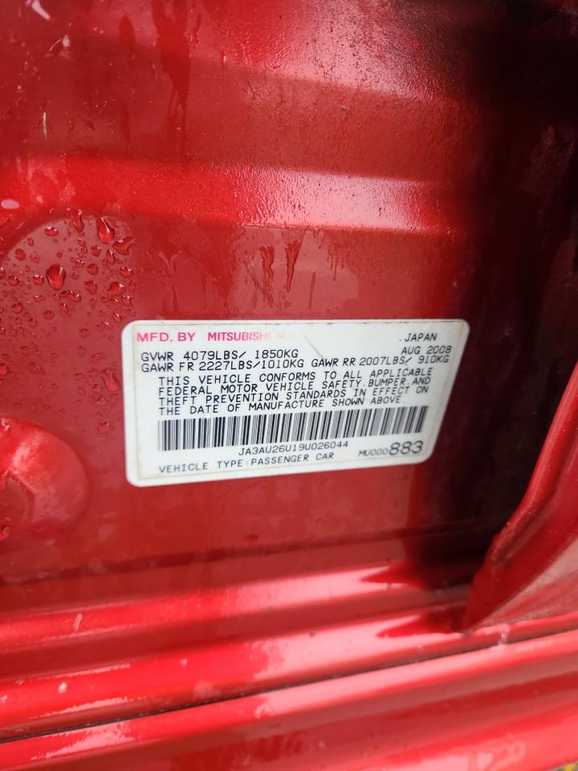 MFD. BY MITSUBISHI JAPAN
GVWR 4079LBS/ 1850KG AUG 2008
GAWR FR 2227LBS/1010KG GAWR RR 2007LBS/ 910KG
THIS VEHICLE CONFORMS TO ALL APPLICABLE
FEDERAL MOTOR VEHICLE SAFETY, BUMPER, AND
THEFT PREVENTION STANDARDS IN EFFECT ON
THE DATE OF MANUFACTURE SHOWN ABOVE
JA3AU26U19U026044
VEHICLE TYPE:PASSENGER CAR MU000883